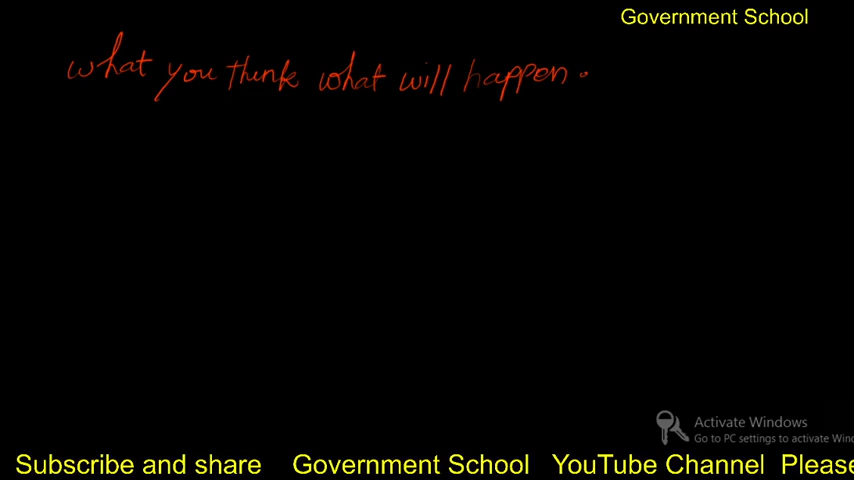 Government School
what you think what will happen.
Activate Windows
Go to PC settings to activate Wind
Subscribe and share Government School YouTube Channel Please